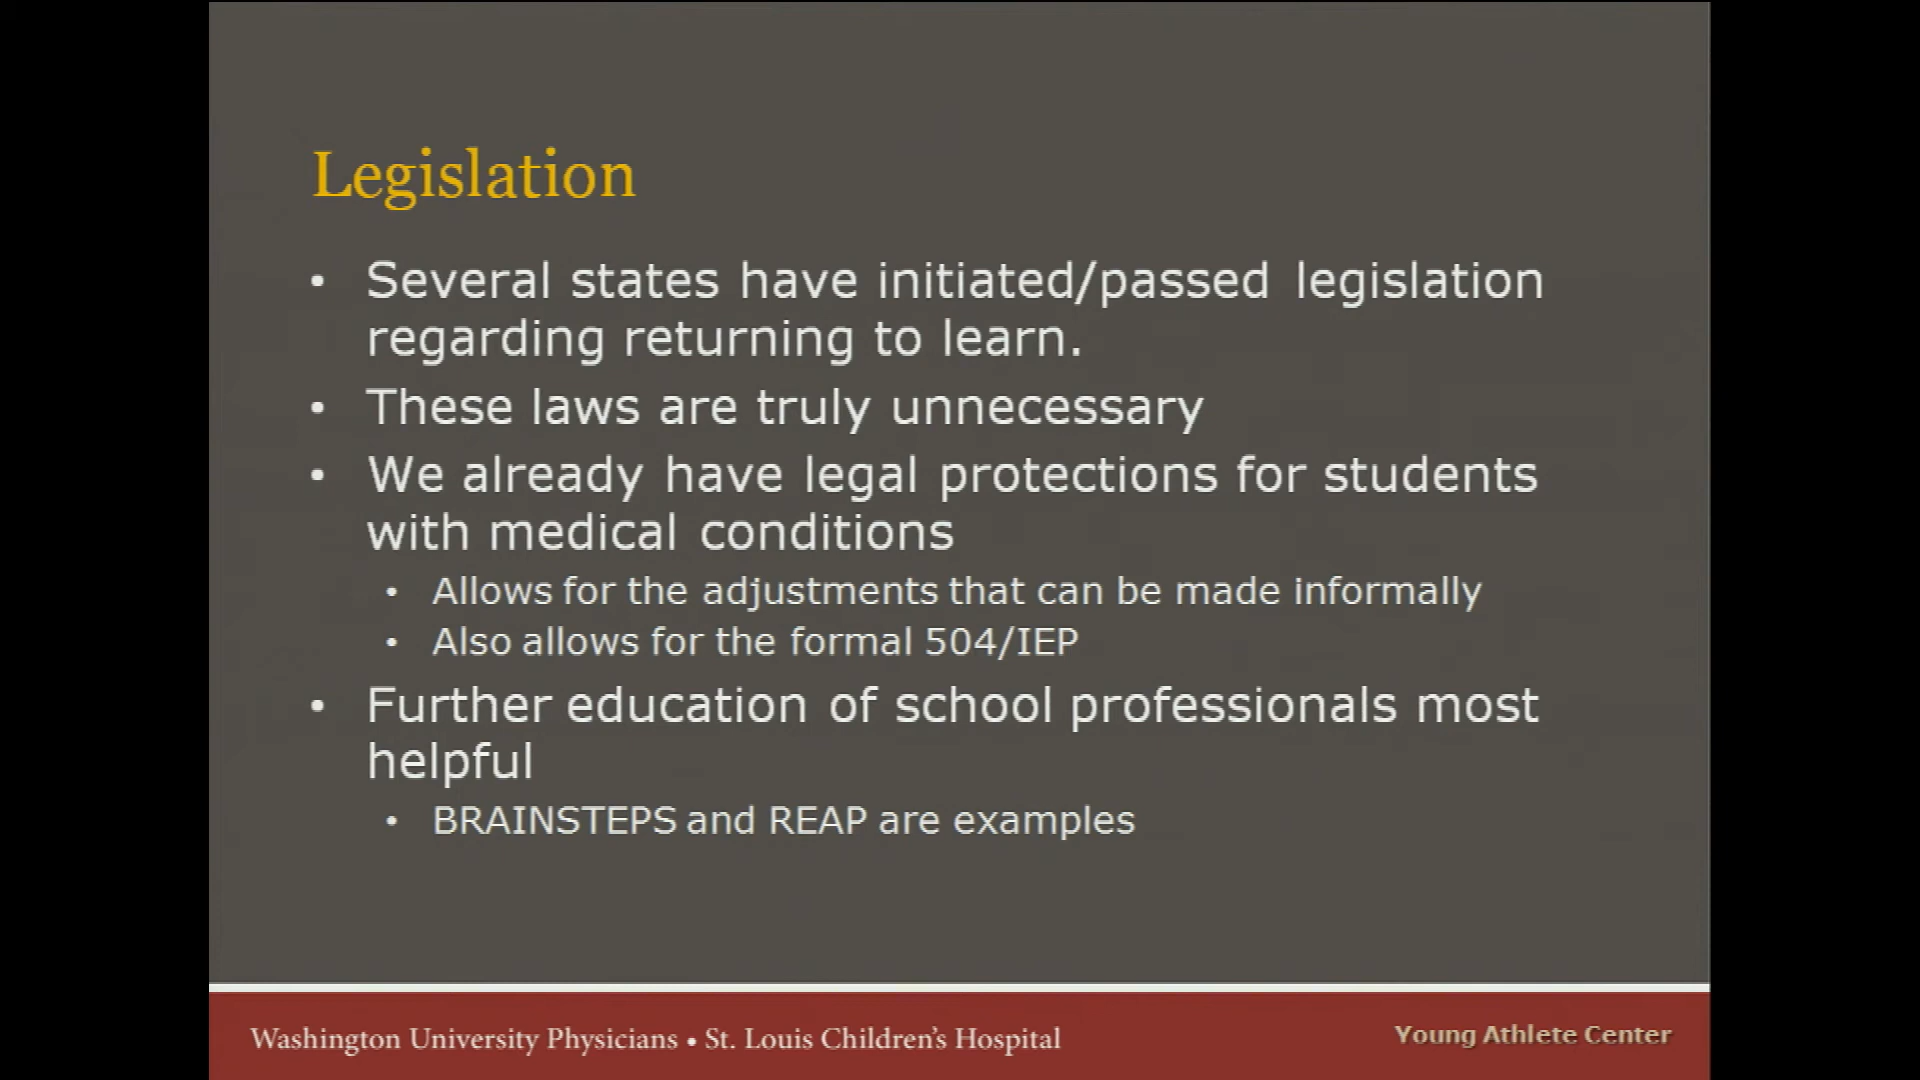 Legislation
• Several states have initiated/passed legislation
regarding returning to learn.
• These laws are truly unnecessary
• We already have legal protections for students
with medical conditions
• Allows for the adjustments that can be made informally
• Also allows for the formal 504/IEP
• Further education of school professionals most
helpful
• BRAINSTEPS and REAP are examples
Washington University Physicians • St. Louis Children's Hospital
Young Athlete Center